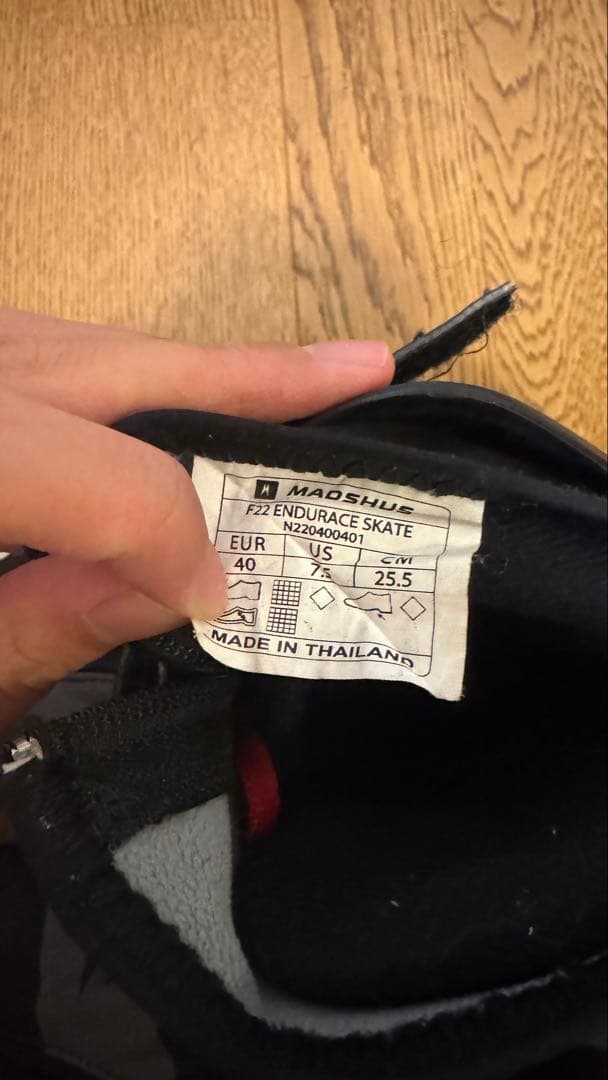 MADSHUS
F22 ENDURACE SKATE
N220400401
EUR US CM
40 7.5 25.5
MADE IN THAILAND